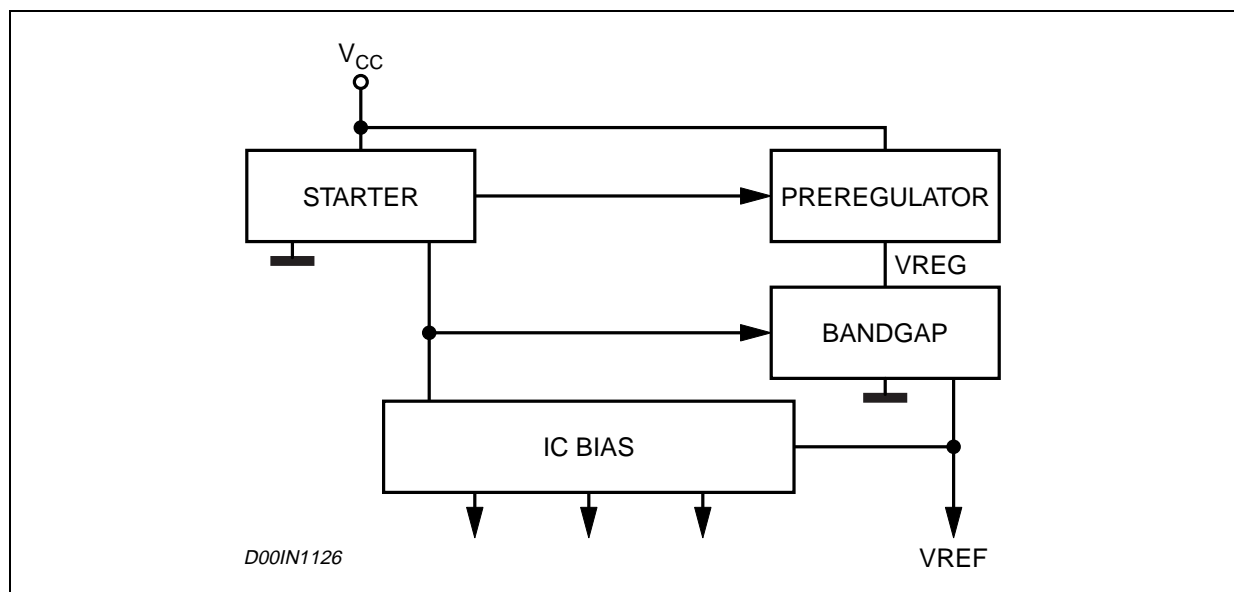 VCC
STARTER
PREREGULATOR
VREG
BANDGAP
IC BIAS
D00IN1126
VREF